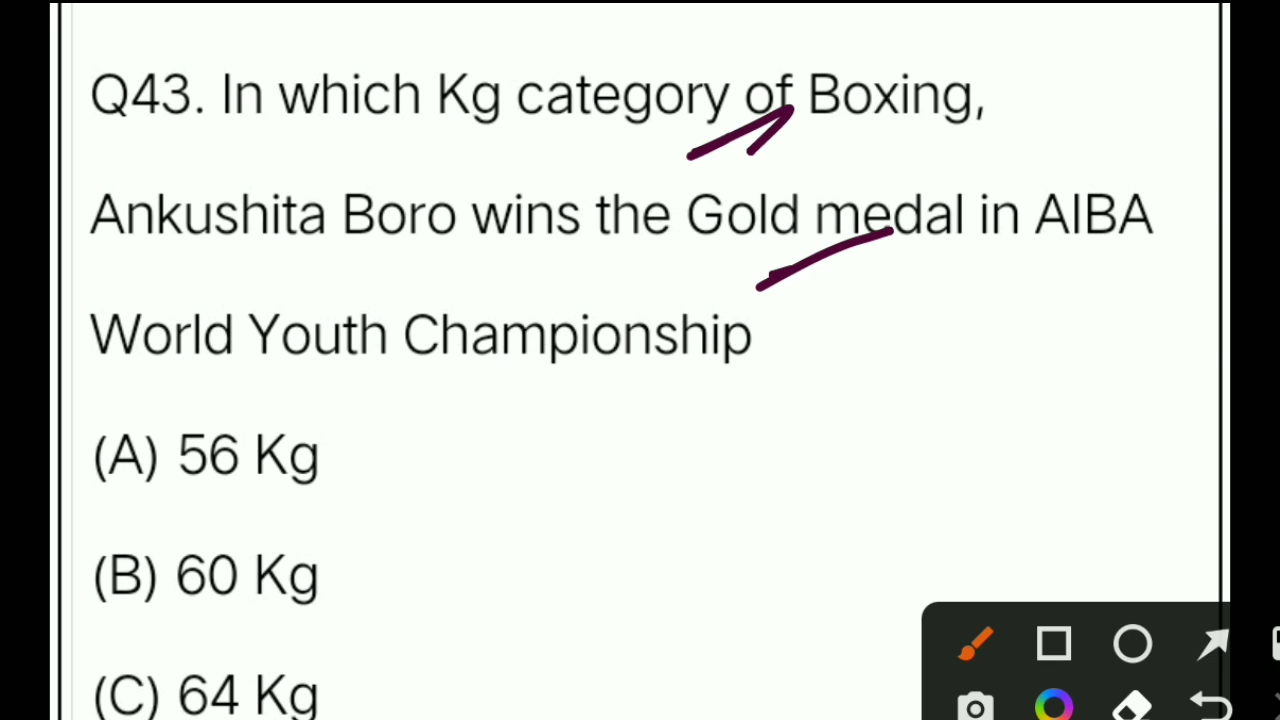 Q43. In which Kg category of Boxing,
Ankushita Boro wins the Gold medal in AIBA
World Youth Championship
(A) 56 Kg
(B) 60 Kg
(C) 64 Kg